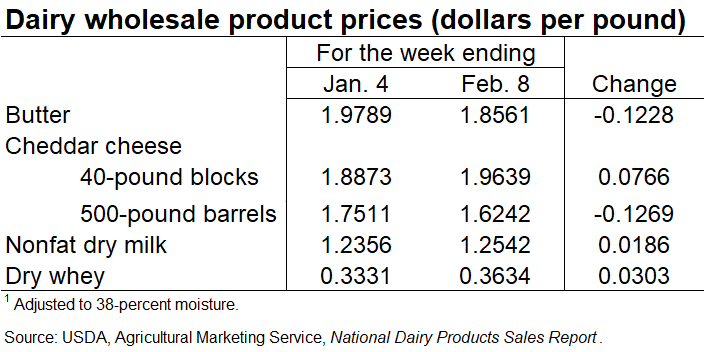 Dairy wholesale product prices (dollars per pound)
For the week ending
Jan. 4 Feb. 8 Change
Butter 1.9789 1.8561 -0.1228
Cheddar cheese
40-pound blocks 1.8873 1.9639 0.0766
500-pound barrels 1.7511 1.6242 -0.1269
Nonfat dry milk 1.2356 1.2542 0.0186
Dry whey 0.3331 0.3634 0.0303
1 Adjusted to 38-percent moisture.
Source: USDA, Agricultural Marketing Service, National Dairy Products Sales Report.